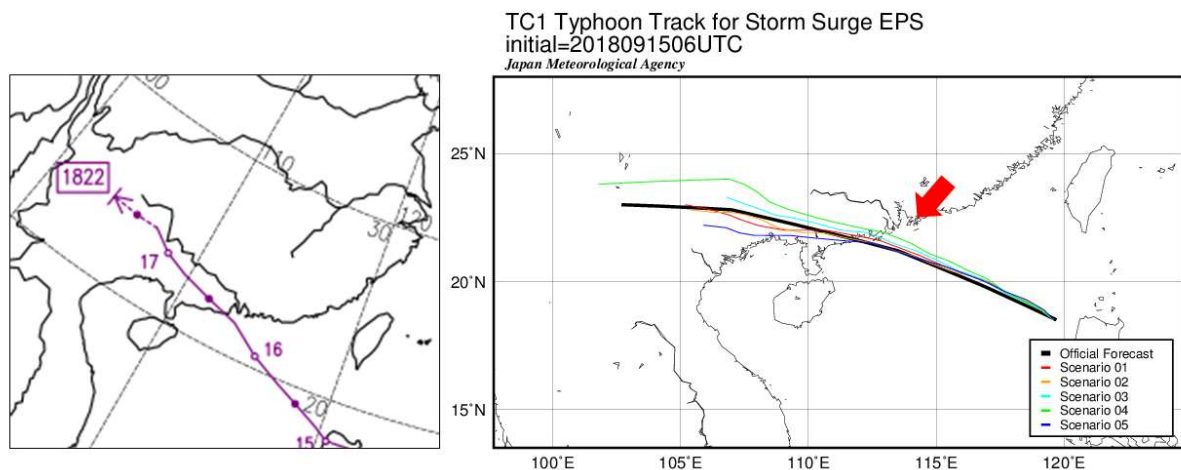 TC1 Typhoon Track for Storm Surge EPS
initial=2018091506UTC
Japan Meteorological Agency
1822
17
16
15
10
120
30
20
25°N
20°N
15°N
100°E
105°E
110°E
115°E
120°E
Official Forecast
Scenario 01
Scenario 02
Scenario 03
Scenario 04
Scenario 05